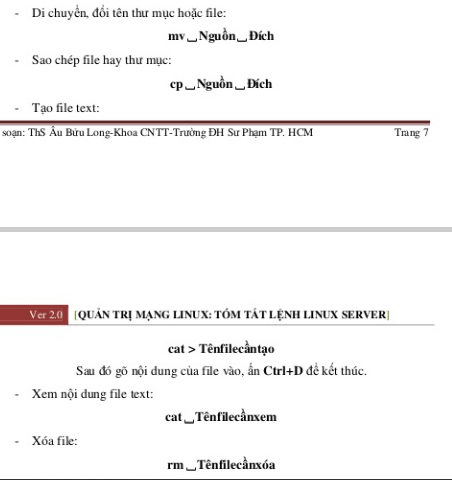 - Di chuyển, đổi tên thư mục hoặc file:
mv ⎵ Nguồn ⎵ Đích
- Sao chép file hay thư mục:
cp ⎵ Nguồn ⎵ Đích
- Tạo file text:
soạn: ThS Âu Bửu Long-Khoa CNTT-Trường ĐH Sư Phạm TP. HCM Trang 7
Ver 2.0 [QUẢN TRỊ MẠNG LINUX: TÓM TẮT LỆNH LINUX SERVER]
cat > Tênfilecầntạo
Sau đó gõ nội dung của file vào, ấn Ctrl+D để kết thúc.
- Xem nội dung file text:
cat ⎵ Tênfilecầnxem
- Xóa file:
rm ⎵ Tênfilecầnxóa